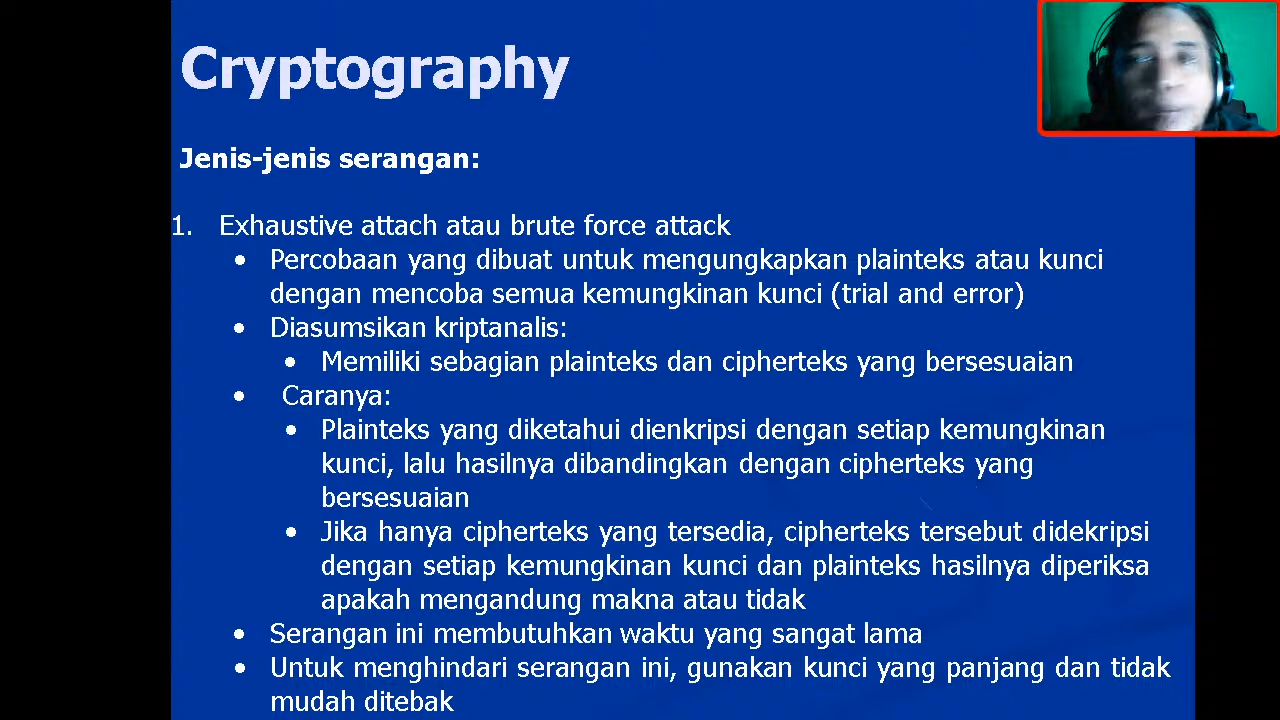 Cryptography
Jenis-jenis serangan:
1. Exhaustive attach atau brute force attack
• Percobaan yang dibuat untuk mengungkapkan plainteks atau kunci
dengan mencoba semua kemungkinan kunci (trial and error)
• Diasumsikan kriptanalis:
• Memiliki sebagian plainteks dan cipherteks yang bersesuaian
• Caranya:
• Plainteks yang diketahui dienkripsi dengan setiap kemungkinan
kunci, lalu hasilnya dibandingkan dengan cipherteks yang
bersesuaian
• Jika hanya cipherteks yang tersedia, cipherteks tersebut didekripsi
dengan setiap kemungkinan kunci dan plainteks hasilnya diperiksa
apakah mengandung makna atau tidak
• Serangan ini membutuhkan waktu yang sangat lama
• Untuk menghindari serangan ini, gunakan kunci yang panjang dan tidak
mudah ditebak